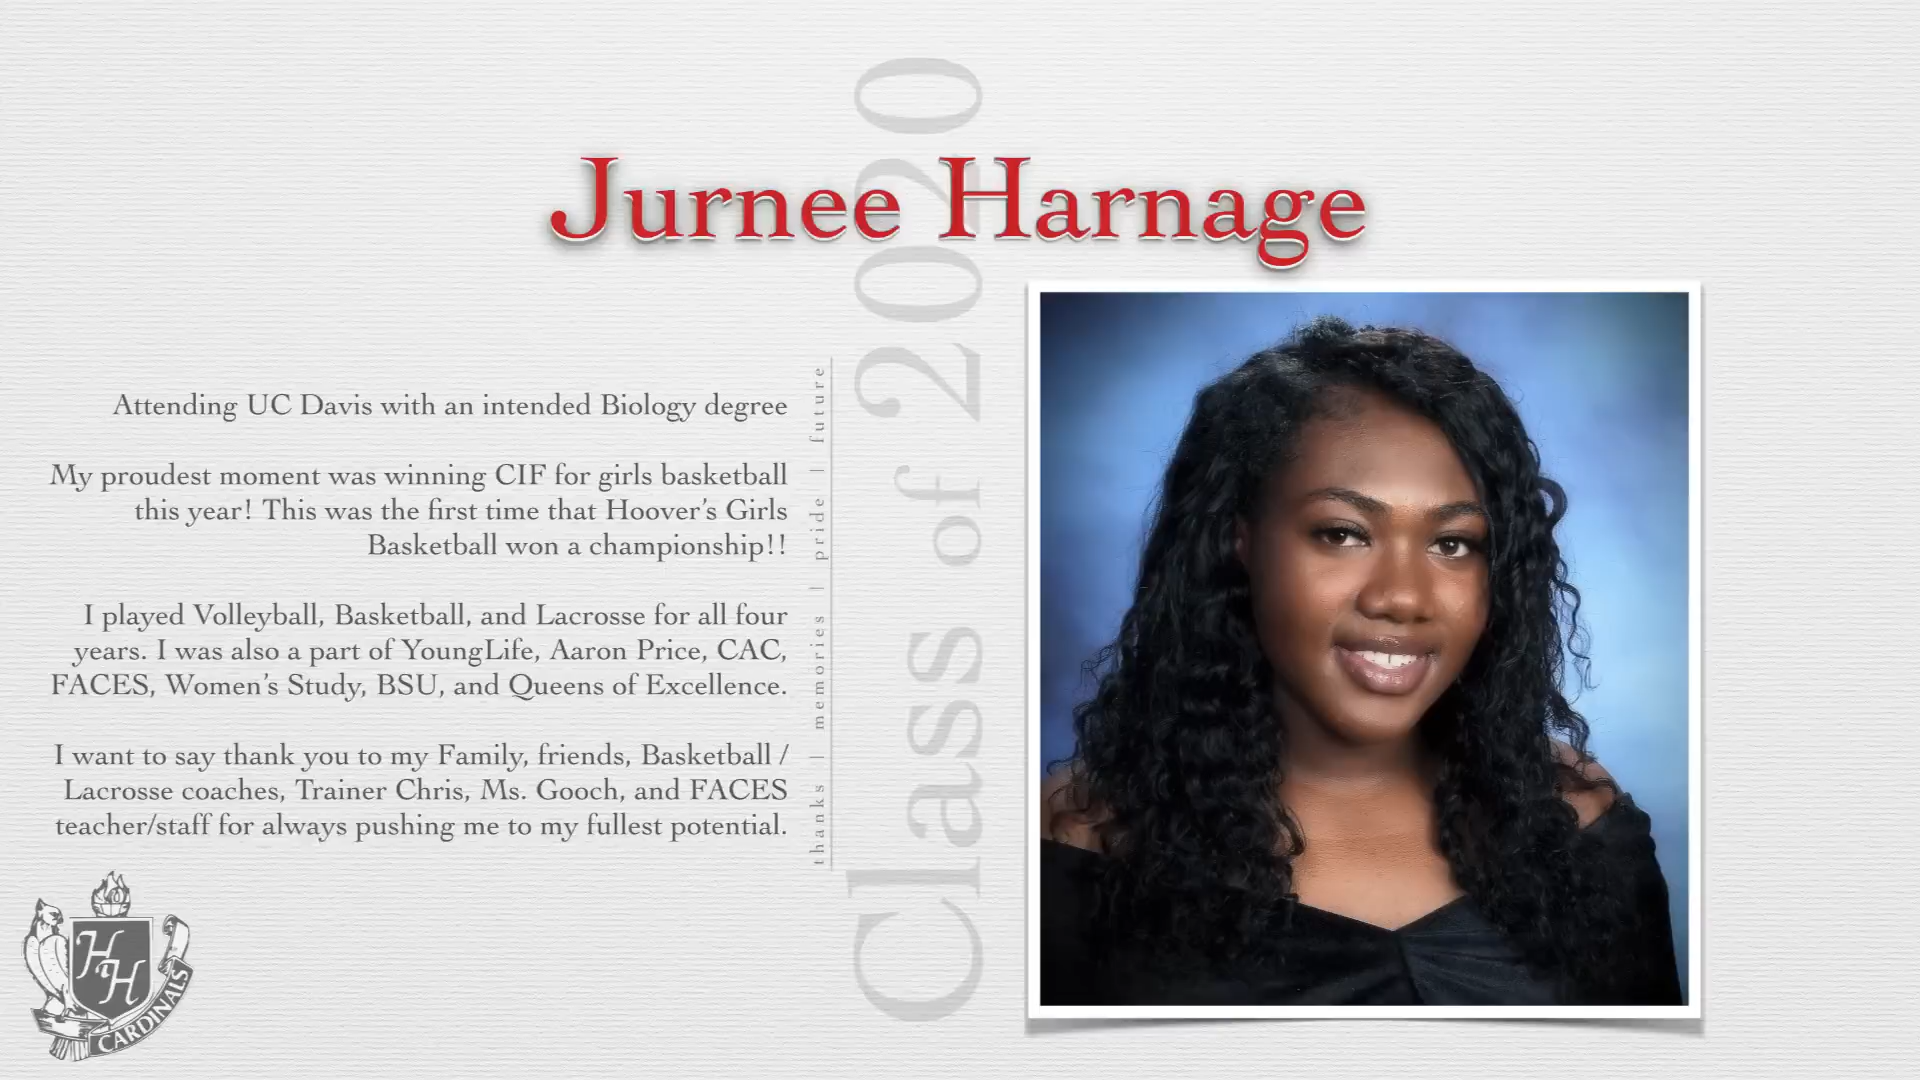 Jurnee Harnage
Attending UC Davis with an intended Biology degree
My proudest moment was winning CIF for girls basketball
this year! This was the first time that Hoover's Girls
Basketball won a championship!!
I played Volleyball, Basketball, and Lacrosse for all four
years. I was also a part of YoungLife, Aaron Price, CAC,
FACES, Women's Study, BSU, and Queens of Excellence.
I want to say thank you to my Family, friends, Basketball /
Lacrosse coaches, Trainer Chris, Ms. Gooch, and FACES
teacher/staff for always pushing me to my fullest potential.
thanks | memories | pride | future
Class of 2020
HH
CARDINALS